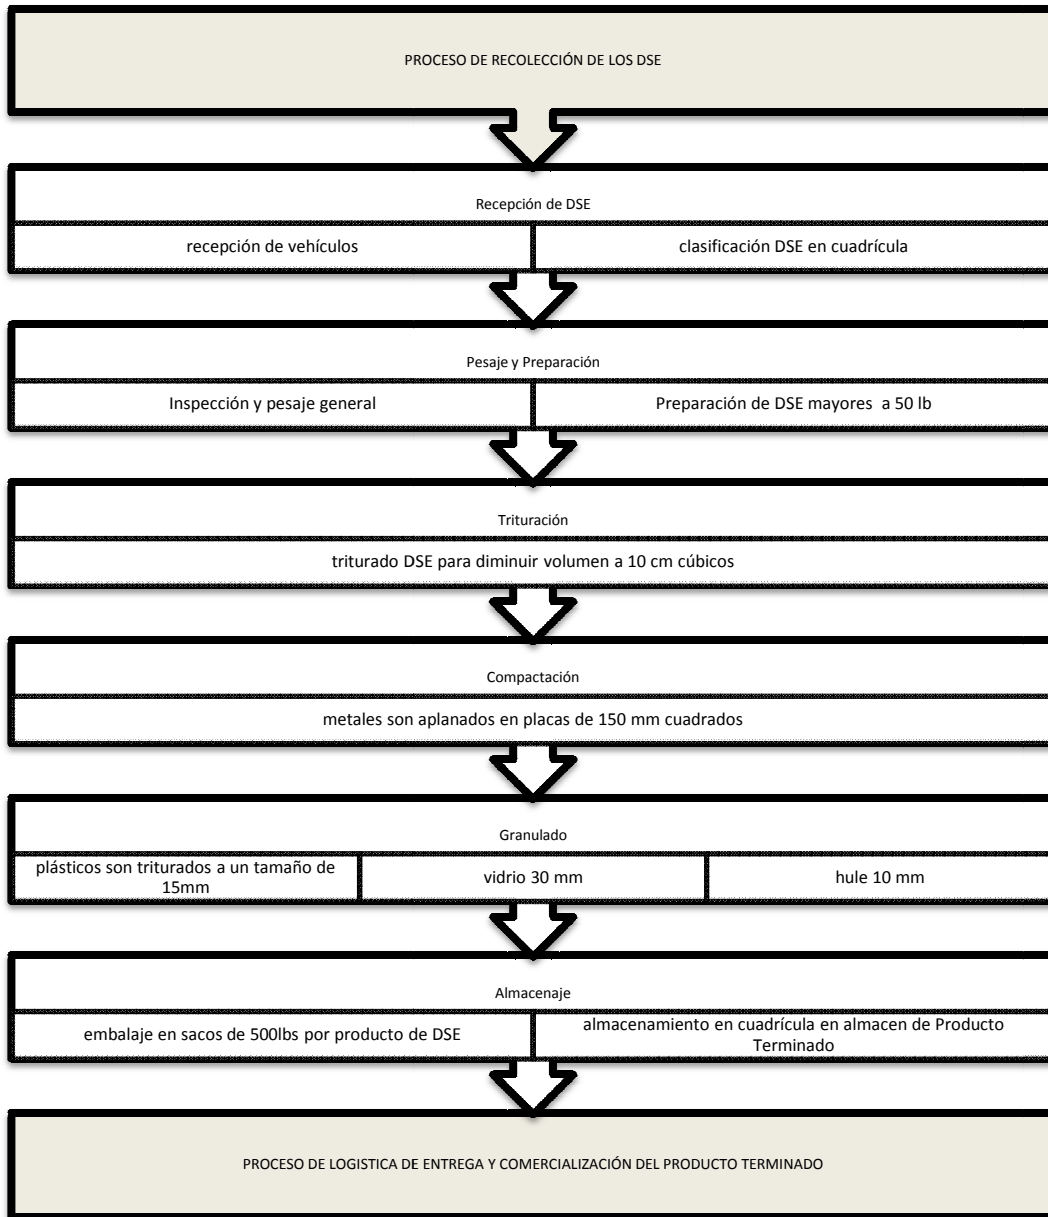 PROCESO DE RECOLECCIÓN DE LOS DSE
Recepción de DSE
recepción de vehículos
clasificación DSE en cuadrícula
Pesaje y Preparación
Inspección y pesaje general
Preparación de DSE mayores a 50 lb
Trituración
triturado DSE para diminuir volumen a 10 cm cúbicos
Compactación
metales son aplanados en placas de 150 mm cuadrados
Granulado
plásticos son triturados a un tamaño de
15mm
vidrio 30 mm
hule 10 mm
Almacenaje
embalaje en sacos de 500lbs por producto de DSE
almacenamiento en cuadrícula en almacen de Producto
Terminado
PROCESO DE LOGISTICA DE ENTREGA Y COMERCIALIZACIÓN DEL PRODUCTO TERMINADO